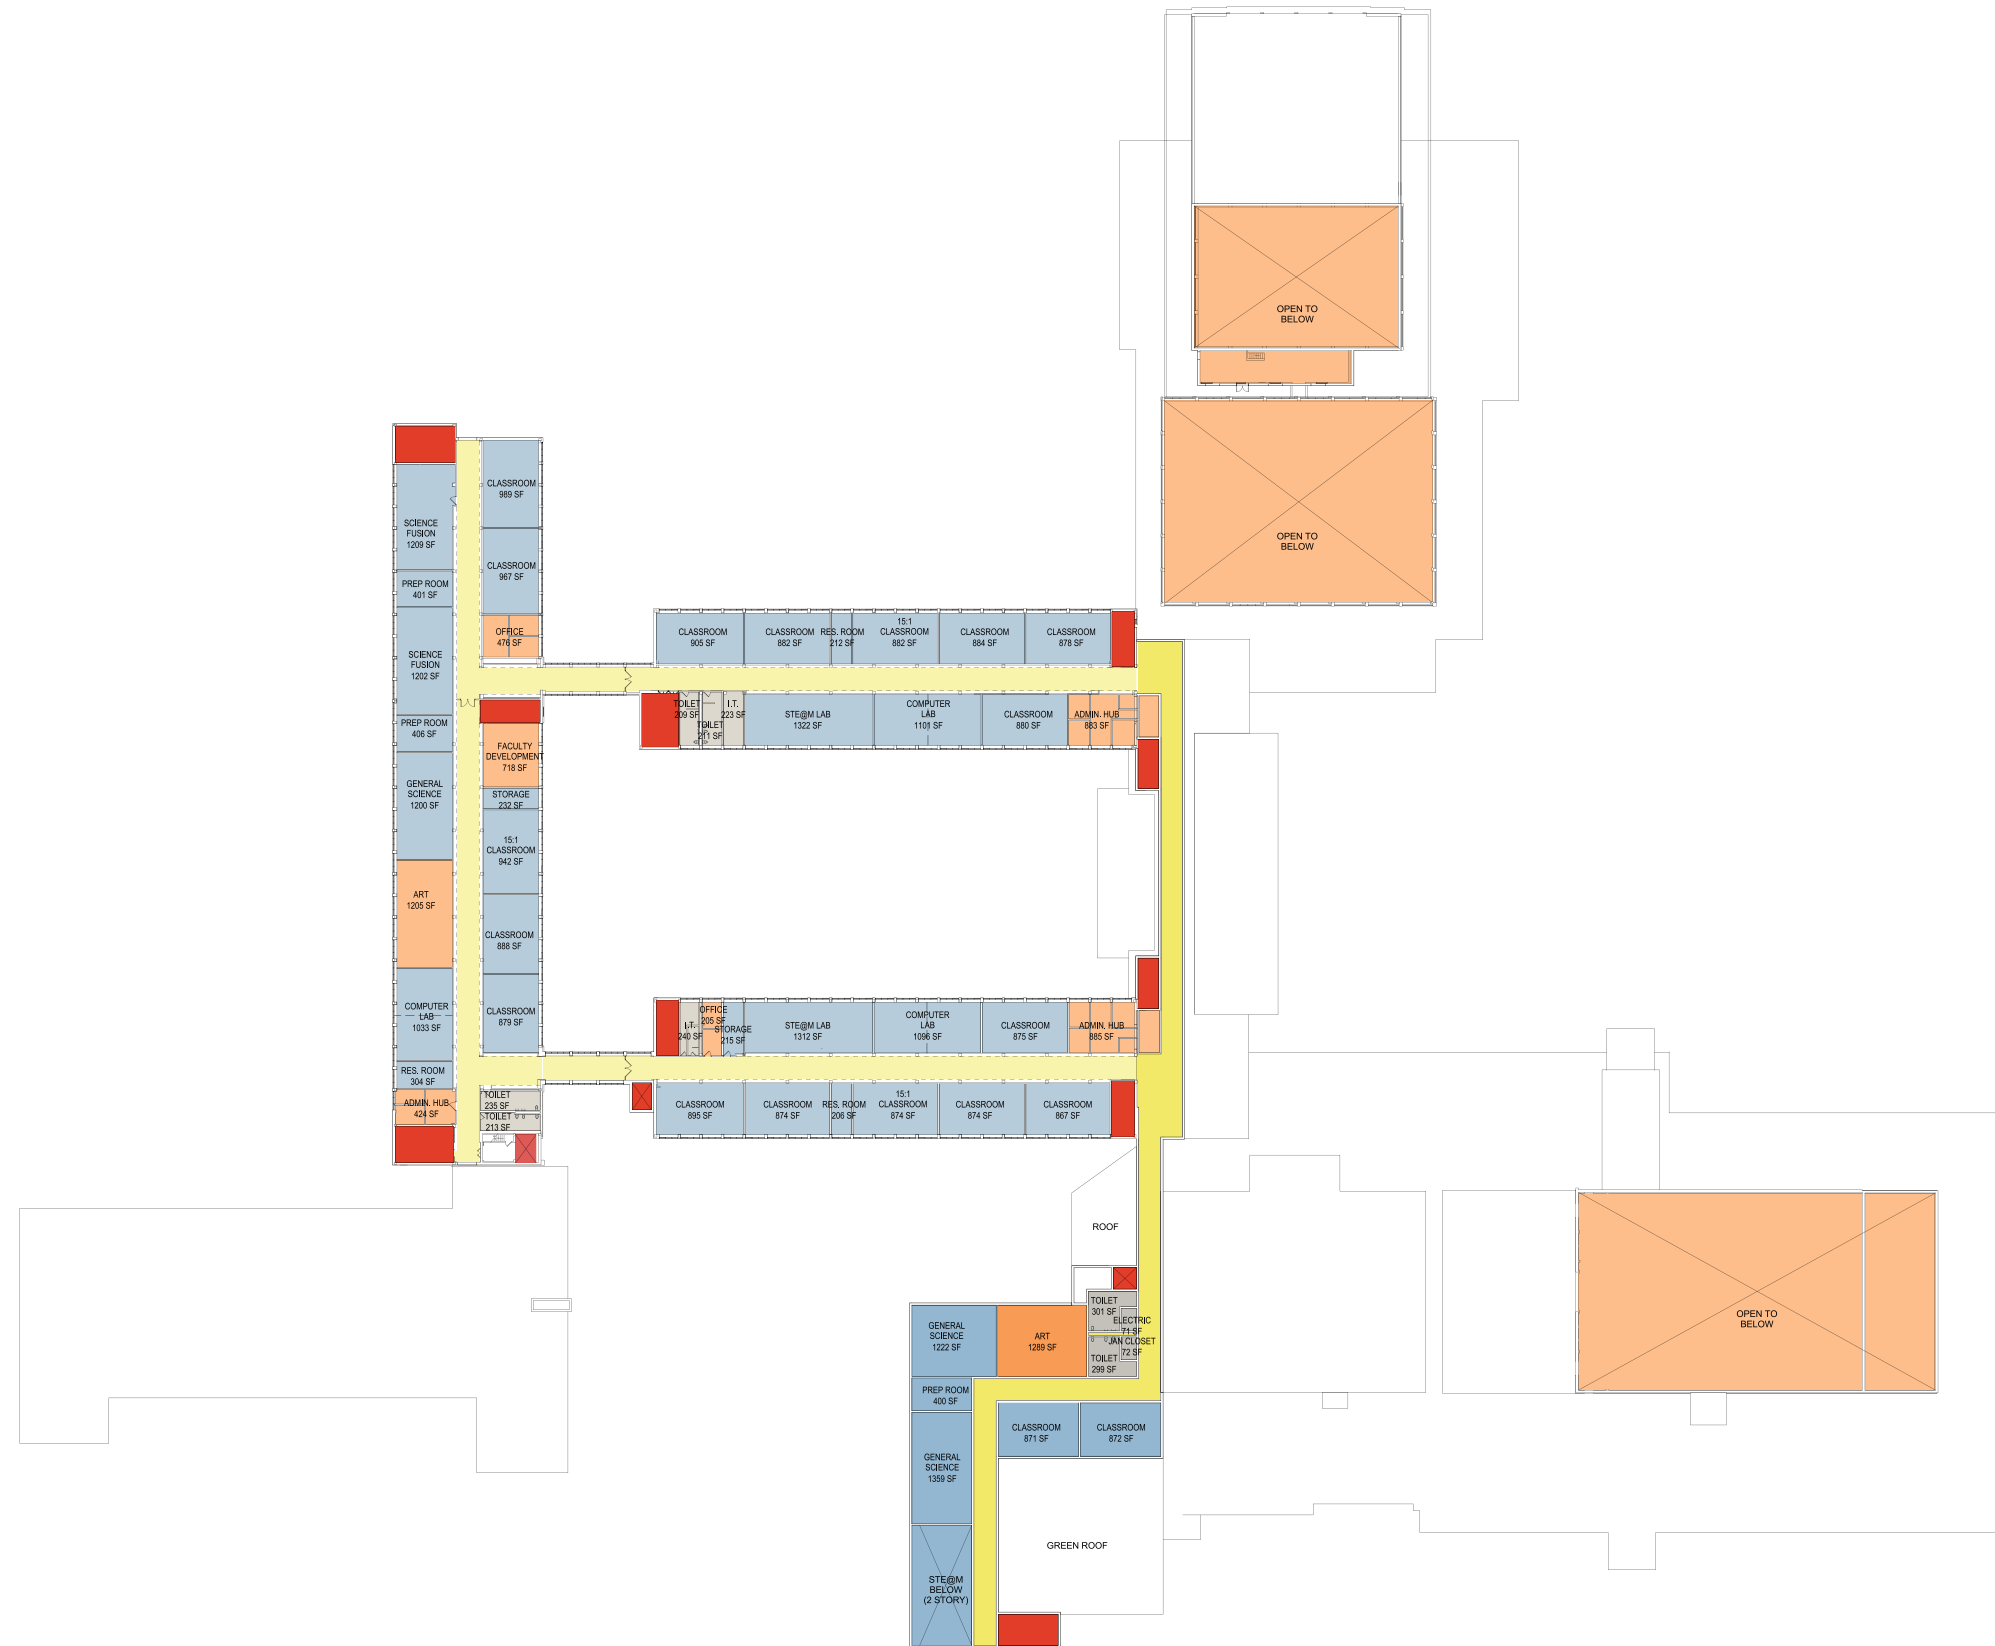 OPEN TO
BELOW
OPEN TO
BELOW
CLASSROOM
989 SF
SCIENCE
FUSION
1209 SF
CLASSROOM
967 SF
PREP ROOM
401 SF
OFFICE
476 SF
SCIENCE
FUSION
1202 SF
PREP ROOM
406 SF
FACULTY
DEVELOPMENT
718 SF
GENERAL
SCIENCE
1200 SF
STORAGE
232 SF
15:1
CLASSROOM
942 SF
ART
1205 SF
CLASSROOM
888 SF
COMPUTER
LAB
1033 SF
CLASSROOM
879 SF
RES. ROOM
304 SF
ADMIN. HUB
424 SF
TOILET
235 SF
TOILET
213 SF
CLASSROOM
905 SF
CLASSROOM
882 SF
RES. ROOM
212 SF
15:1
CLASSROOM
882 SF
CLASSROOM
884 SF
CLASSROOM
878 SF
TOILET
209 SF
TOILET
211 SF
I.T.
223 SF
STE@M LAB
1322 SF
COMPUTER
LAB
1101 SF
CLASSROOM
880 SF
ADMIN. HUB
883 SF
I.T.
240 SF
OFFICE
205 SF
STORAGE
215 SF
STE@M LAB
1312 SF
COMPUTER
LAB
1096 SF
CLASSROOM
875 SF
ADMIN. HUB
885 SF
CLASSROOM
895 SF
CLASSROOM
874 SF
RES. ROOM
206 SF
15:1
CLASSROOM
874 SF
CLASSROOM
874 SF
CLASSROOM
867 SF
ROOF
TOILET
301 SF
ELECTRIC
71 SF
JAN CLOSET
72 SF
TOILET
299 SF
GENERAL
SCIENCE
1222 SF
ART
1289 SF
PREP ROOM
400 SF
CLASSROOM
871 SF
CLASSROOM
872 SF
GENERAL
SCIENCE
1359 SF
GREEN ROOF
STE@M
BELOW
(2 STORY)
OPEN TO
BELOW